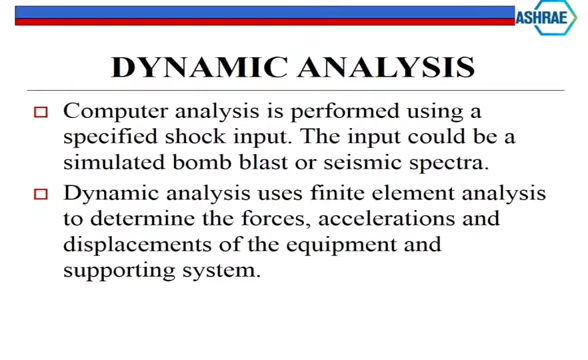 ASHRAE
DYNAMIC ANALYSIS
Computer analysis is performed using a
specified shock input. The input could be a
simulated bomb blast or seismic spectra.
Dynamic analysis uses finite element analysis
to determine the forces, accelerations and
displacements of the equipment and
supporting system.